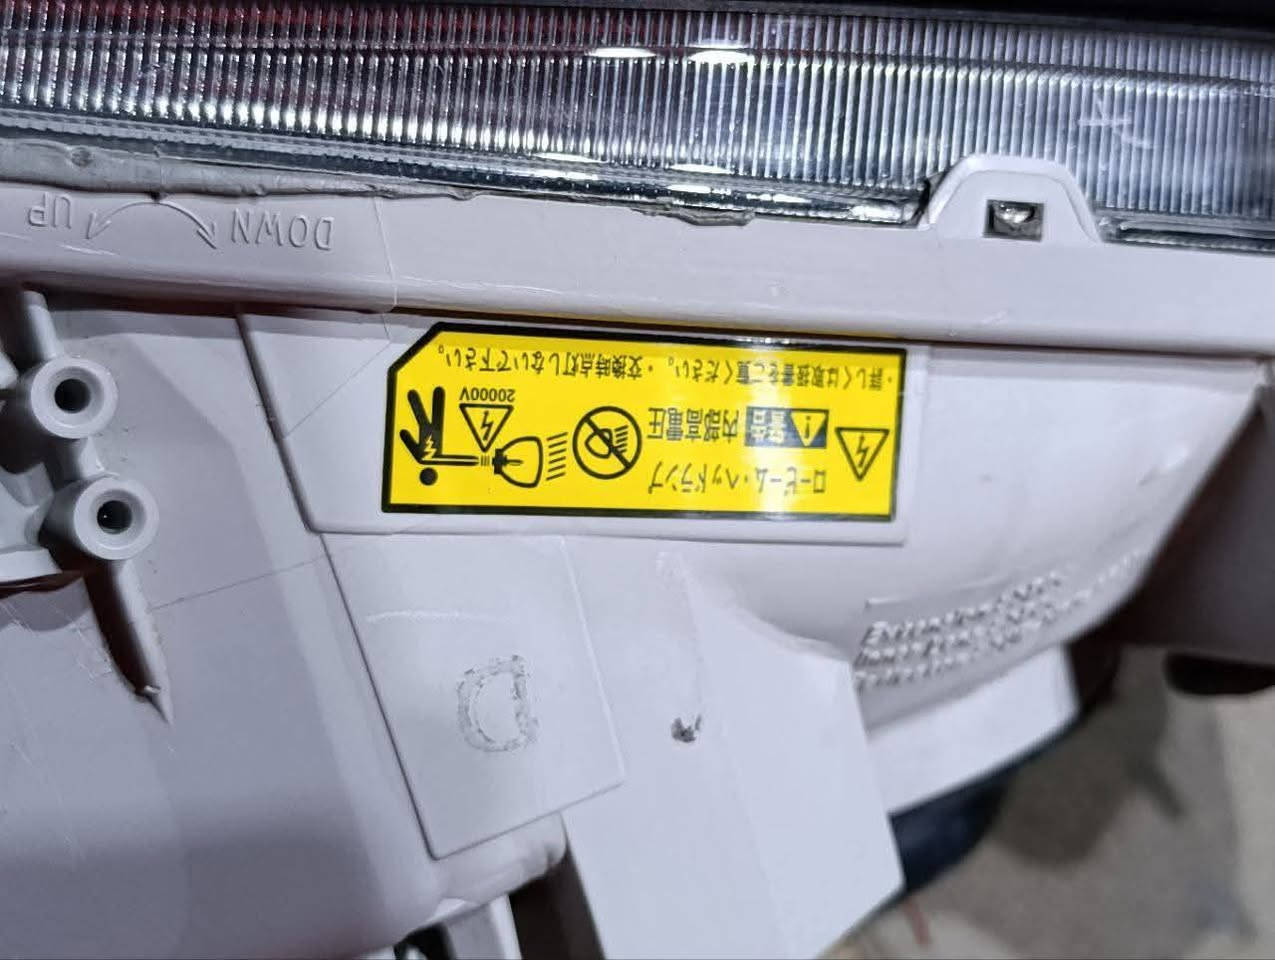 UP DOWN
ロービーム・ヘッドランプ
警告 内部高電圧
20000V
・詳しくは取扱書をご覧ください。・交換時点灯しないで下さい。
D